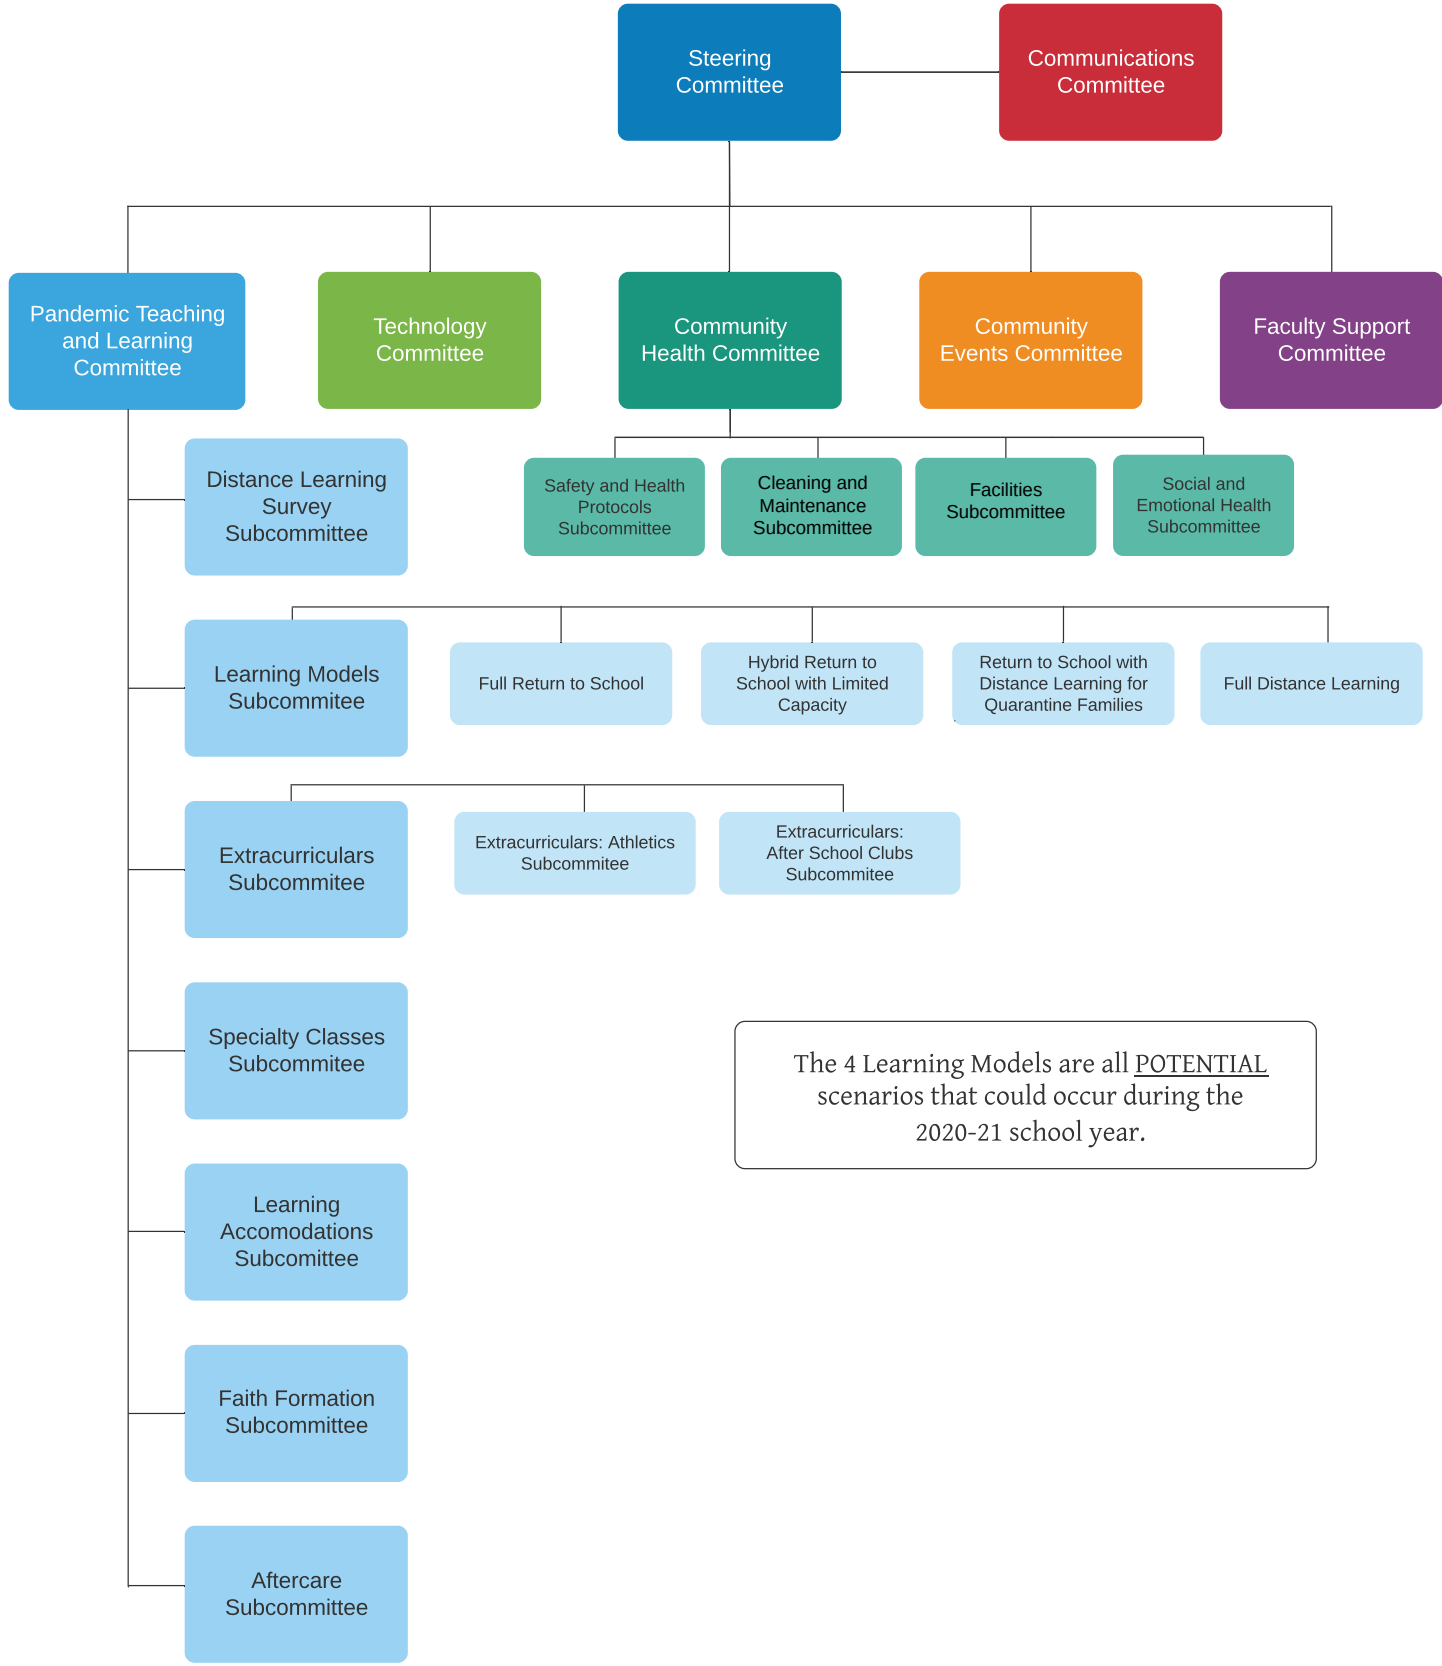 Steering
Committee
Communications
Committee
Pandemic Teaching
and Learning
Committee
Technology
Committee
Community
Health Committee
Community
Events Committee
Faculty Support
Committee
Distance Learning
Survey
Subcommittee
Safety and Health
Protocols
Subcommittee
Cleaning and
Maintenance
Subcommittee
Facilities
Subcommittee
Social and
Emotional Health
Subcommittee
Learning Models
Subcommitee
Full Return to School
Hybrid Return to
School with Limited
Capacity
Return to School with
Distance Learning for
Quarantine Families
Full Distance Learning
Extracurriculars
Subcommitee
Extracurriculars: Athletics
Subcommitee
Extracurriculars:
After School Clubs
Subcommitee
Specialty Classes
Subcommitee
The 4 Learning Models are all POTENTIAL
scenarios that could occur during the
2020-21 school year.
Learning
Accomodations
Subcomittee
Faith Formation
Subcommittee
Aftercare
Subcommittee